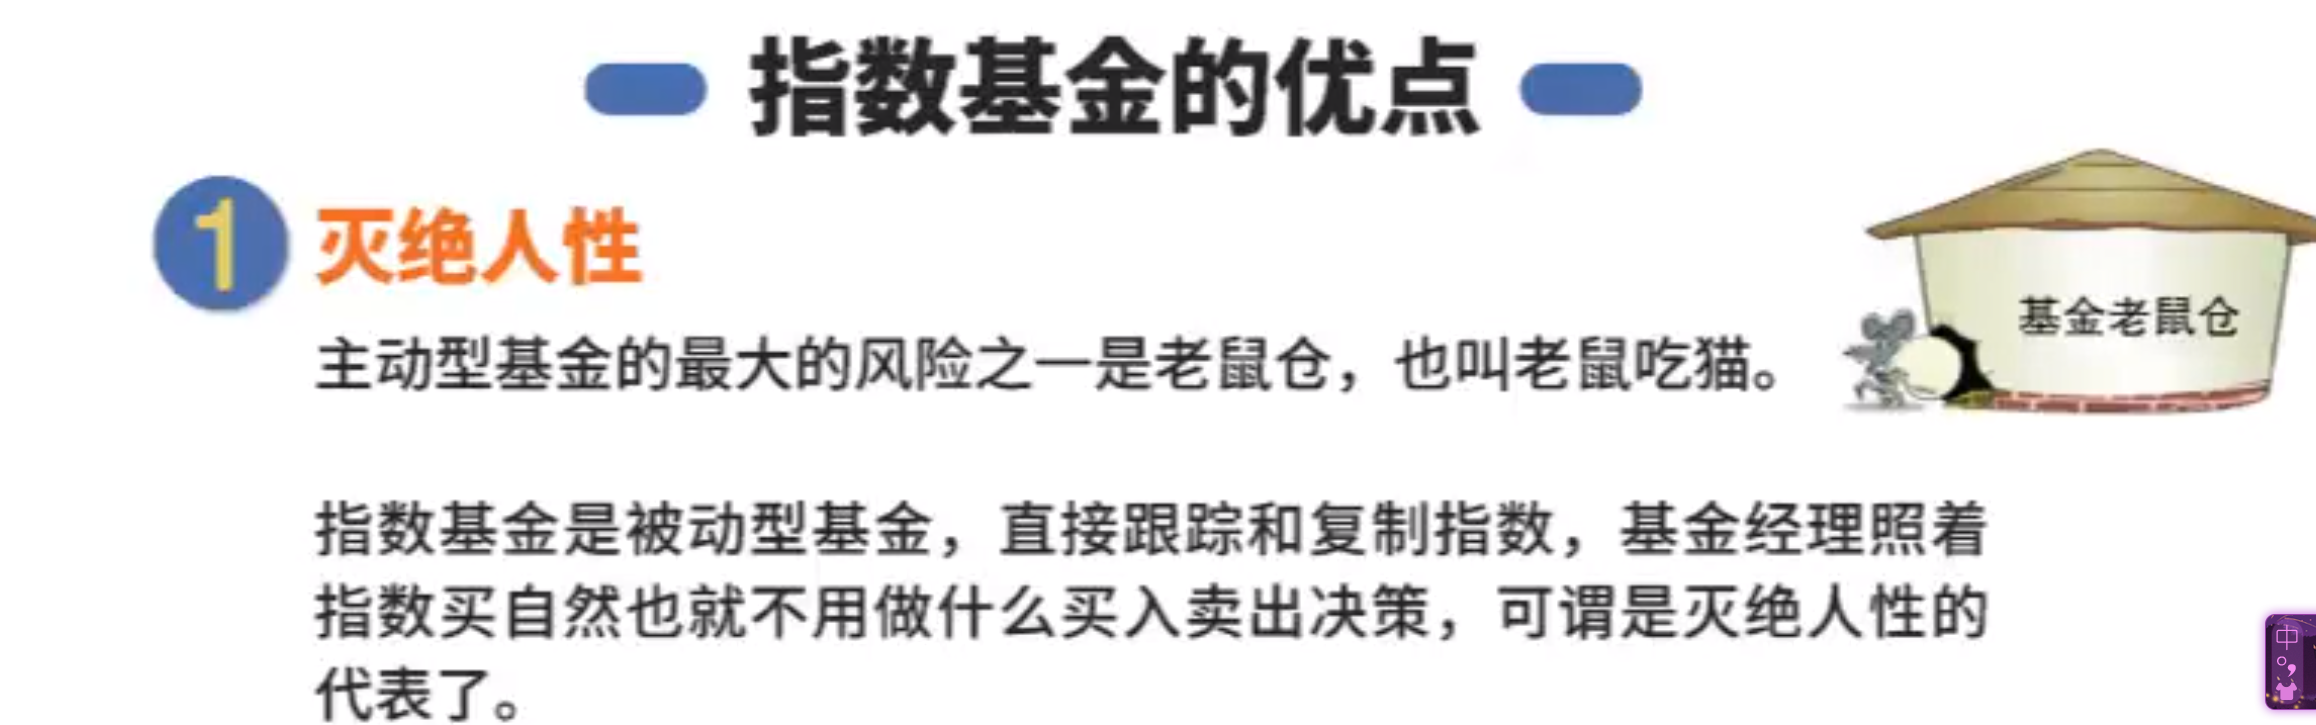 指数基金的优点
1 灭绝人性
基金老鼠仓
主动型基金的最大的风险之一是老鼠仓，也叫老鼠吃猫。
指数基金是被动型基金，直接跟踪和复制指数，基金经理照着
指数买自然也就不用做什么买入卖出决策，可谓是灭绝人性的
代表了。
中